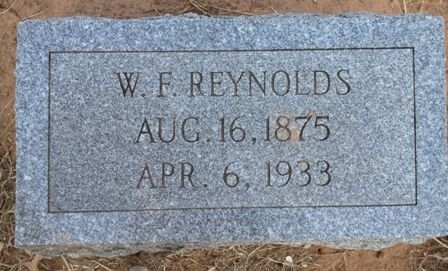 W. F. REYNOLDS
AUG. 16, 1875
APR. 6, 1933